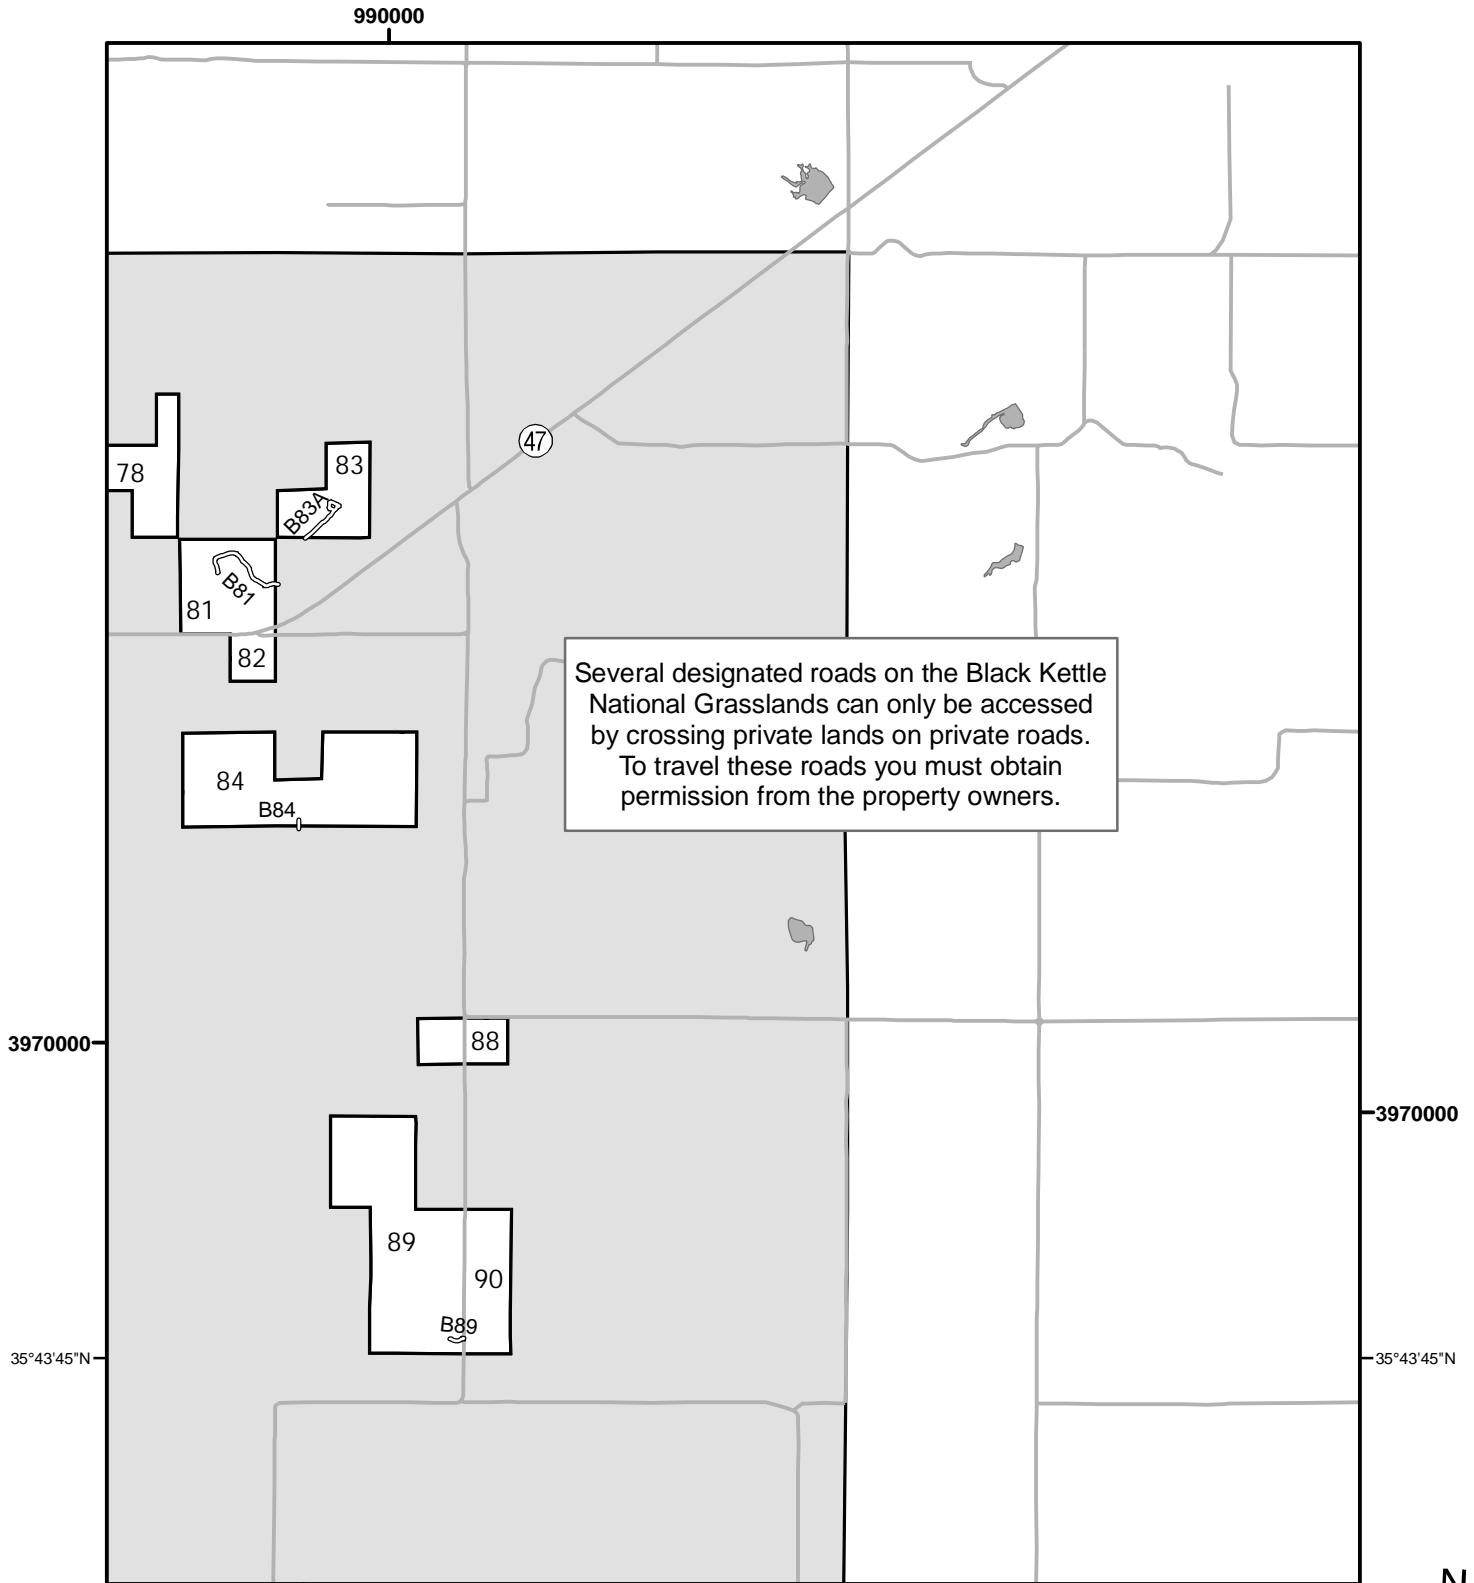 990000
47
78
83
B83A
B81
81
82
Several designated roads on the Black Kettle
National Grasslands can only be accessed
by crossing private lands on private roads.
To travel these roads you must obtain
permission from the property owners.
84
B84
3970000
88
3970000
89
90
B89
35°43'45"N
35°43'45"N
N